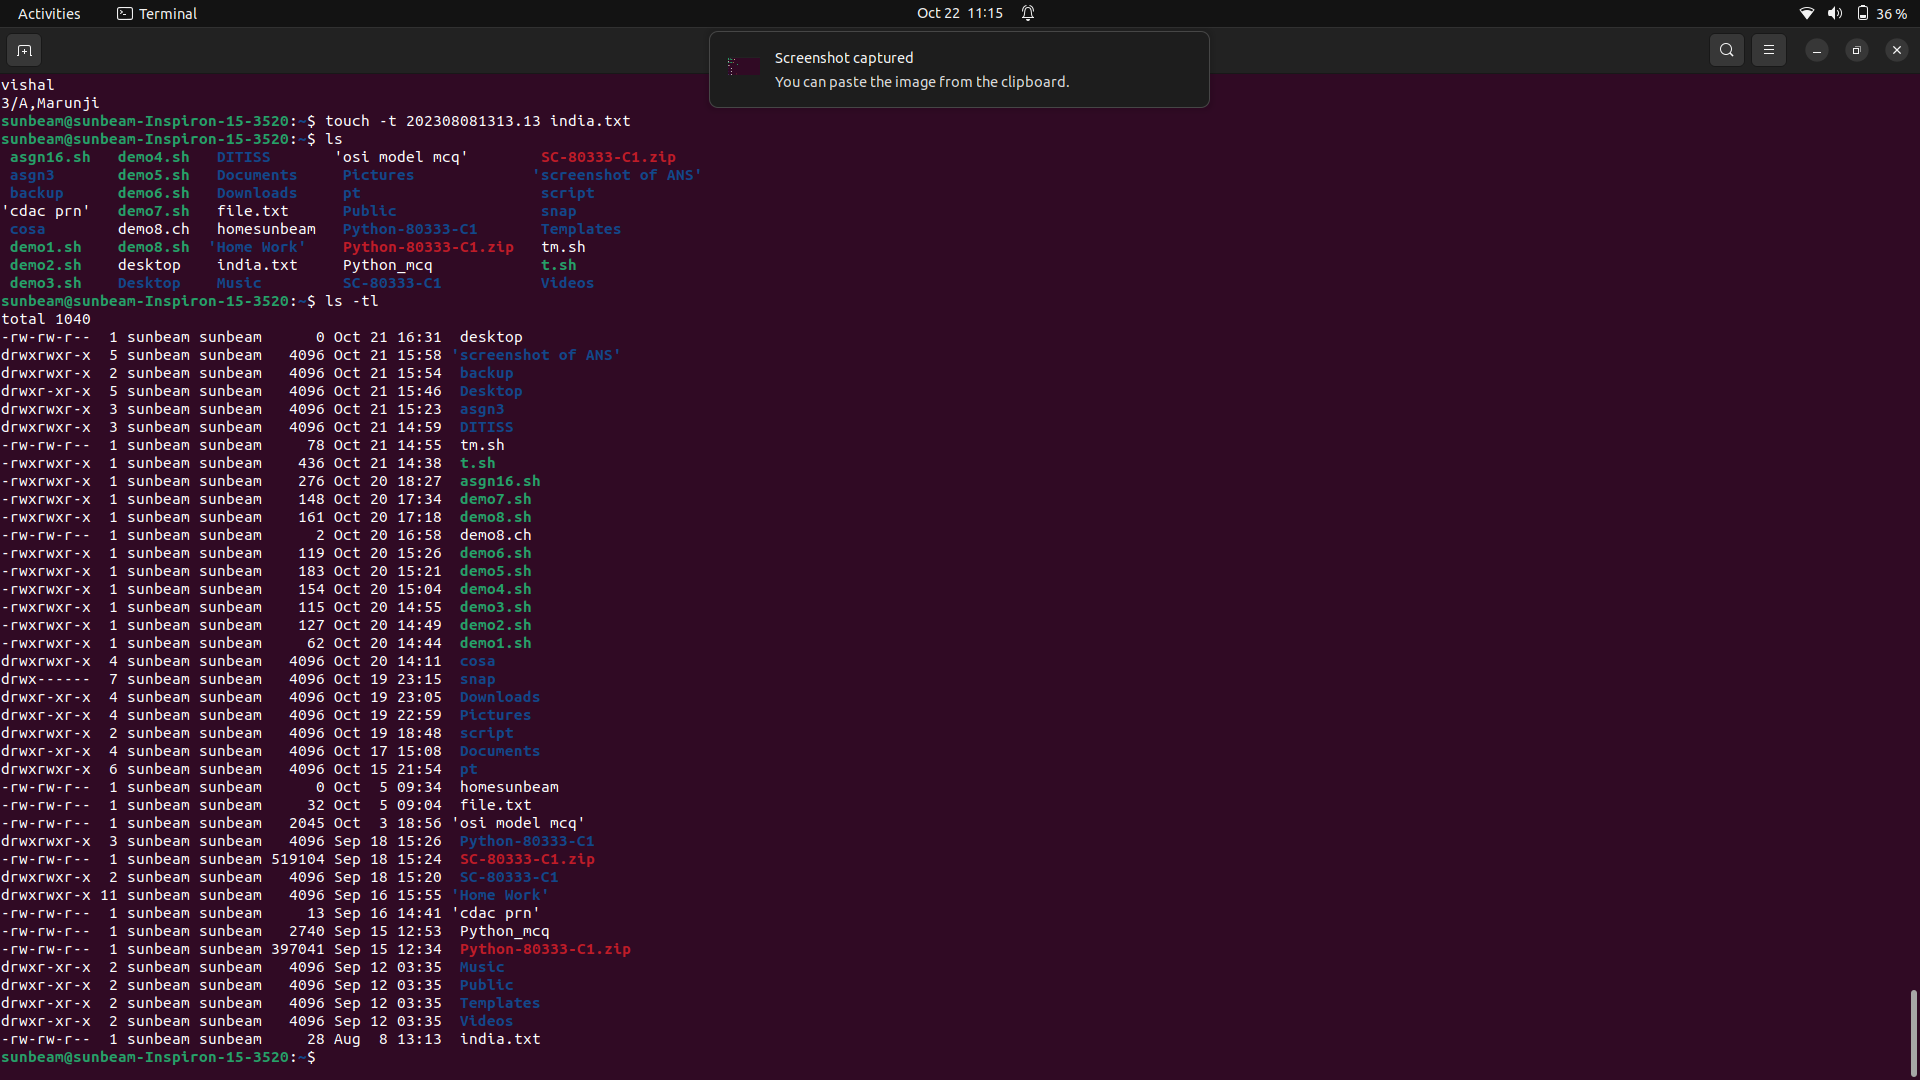 Activities Terminal Oct 22 11:15 36 %
Screenshot captured
You can paste the image from the clipboard.
vishal
3/A,Marunji
sunbeam@sunbeam-Inspiron-15-3520:~$ touch -t 202308081313.13 india.txt
sunbeam@sunbeam-Inspiron-15-3520:~$ ls
 asgn16.sh   demo4.sh   DITISS       'osi model mcq'        SC-80333-C1.zip
 asgn3       demo5.sh   Documents     Pictures             'screenshot of ANS'
 backup      demo6.sh   Downloads     pt                    script
'cdac prn'   demo7.sh   file.txt      Public                snap
 cosa        demo8.ch   homesunbeam   Python-80333-C1       Templates
 demo1.sh    demo8.sh  'Home Work'    Python-80333-C1.zip   tm.sh
 demo2.sh    desktop    india.txt     Python_mcq            t.sh
 demo3.sh    Desktop    Music         SC-80333-C1           Videos
sunbeam@sunbeam-Inspiron-15-3520:~$ ls -tl
total 1040
-rw-rw-r--  1 sunbeam sunbeam      0 Oct 21 16:31  desktop
drwxrwxr-x  5 sunbeam sunbeam   4096 Oct 21 15:58 'screenshot of ANS'
drwxrwxr-x  2 sunbeam sunbeam   4096 Oct 21 15:54  backup
drwxr-xr-x  5 sunbeam sunbeam   4096 Oct 21 15:46  Desktop
drwxrwxr-x  3 sunbeam sunbeam   4096 Oct 21 15:23  asgn3
drwxrwxr-x  3 sunbeam sunbeam   4096 Oct 21 14:59  DITISS
-rw-rw-r--  1 sunbeam sunbeam     78 Oct 21 14:55  tm.sh
-rwxrwxr-x  1 sunbeam sunbeam    436 Oct 21 14:38  t.sh
-rwxrwxr-x  1 sunbeam sunbeam    276 Oct 20 18:27  asgn16.sh
-rwxrwxr-x  1 sunbeam sunbeam    148 Oct 20 17:34  demo7.sh
-rwxrwxr-x  1 sunbeam sunbeam    161 Oct 20 17:18  demo8.sh
-rw-rw-r--  1 sunbeam sunbeam      2 Oct 20 16:58  demo8.ch
-rwxrwxr-x  1 sunbeam sunbeam    119 Oct 20 15:26  demo6.sh
-rwxrwxr-x  1 sunbeam sunbeam    183 Oct 20 15:21  demo5.sh
-rwxrwxr-x  1 sunbeam sunbeam    154 Oct 20 15:04  demo4.sh
-rwxrwxr-x  1 sunbeam sunbeam    115 Oct 20 14:55  demo3.sh
-rwxrwxr-x  1 sunbeam sunbeam    127 Oct 20 14:49  demo2.sh
-rwxrwxr-x  1 sunbeam sunbeam     62 Oct 20 14:44  demo1.sh
drwxrwxr-x  4 sunbeam sunbeam   4096 Oct 20 14:11  cosa
drwx------  7 sunbeam sunbeam   4096 Oct 19 23:15  snap
drwxr-xr-x  4 sunbeam sunbeam   4096 Oct 19 23:05  Downloads
drwxr-xr-x  4 sunbeam sunbeam   4096 Oct 19 22:59  Pictures
drwxrwxr-x  2 sunbeam sunbeam   4096 Oct 19 18:48  script
drwxr-xr-x  4 sunbeam sunbeam   4096 Oct 17 15:08  Documents
drwxrwxr-x  6 sunbeam sunbeam   4096 Oct 15 21:54  pt
-rw-rw-r--  1 sunbeam sunbeam      0 Oct  5 09:34  homesunbeam
-rw-rw-r--  1 sunbeam sunbeam     32 Oct  5 09:04  file.txt
-rw-rw-r--  1 sunbeam sunbeam   2045 Oct  3 18:56 'osi model mcq'
drwxrwxr-x  3 sunbeam sunbeam   4096 Sep 18 15:26  Python-80333-C1
-rw-rw-r--  1 sunbeam sunbeam 519104 Sep 18 15:24  SC-80333-C1.zip
drwxrwxr-x  2 sunbeam sunbeam   4096 Sep 18 15:20  SC-80333-C1
drwxrwxr-x 11 sunbeam sunbeam   4096 Sep 16 15:55 'Home Work'
-rw-rw-r--  1 sunbeam sunbeam     13 Sep 16 14:41 'cdac prn'
-rw-rw-r--  1 sunbeam sunbeam   2740 Sep 15 12:53  Python_mcq
-rw-rw-r--  1 sunbeam sunbeam 397041 Sep 15 12:34  Python-80333-C1.zip
drwxr-xr-x  2 sunbeam sunbeam   4096 Sep 12 03:35  Music
drwxr-xr-x  2 sunbeam sunbeam   4096 Sep 12 03:35  Public
drwxr-xr-x  2 sunbeam sunbeam   4096 Sep 12 03:35  Templates
drwxr-xr-x  2 sunbeam sunbeam   4096 Sep 12 03:35  Videos
-rw-rw-r--  1 sunbeam sunbeam     28 Aug  8 13:13  india.txt
sunbeam@sunbeam-Inspiron-15-3520:~$